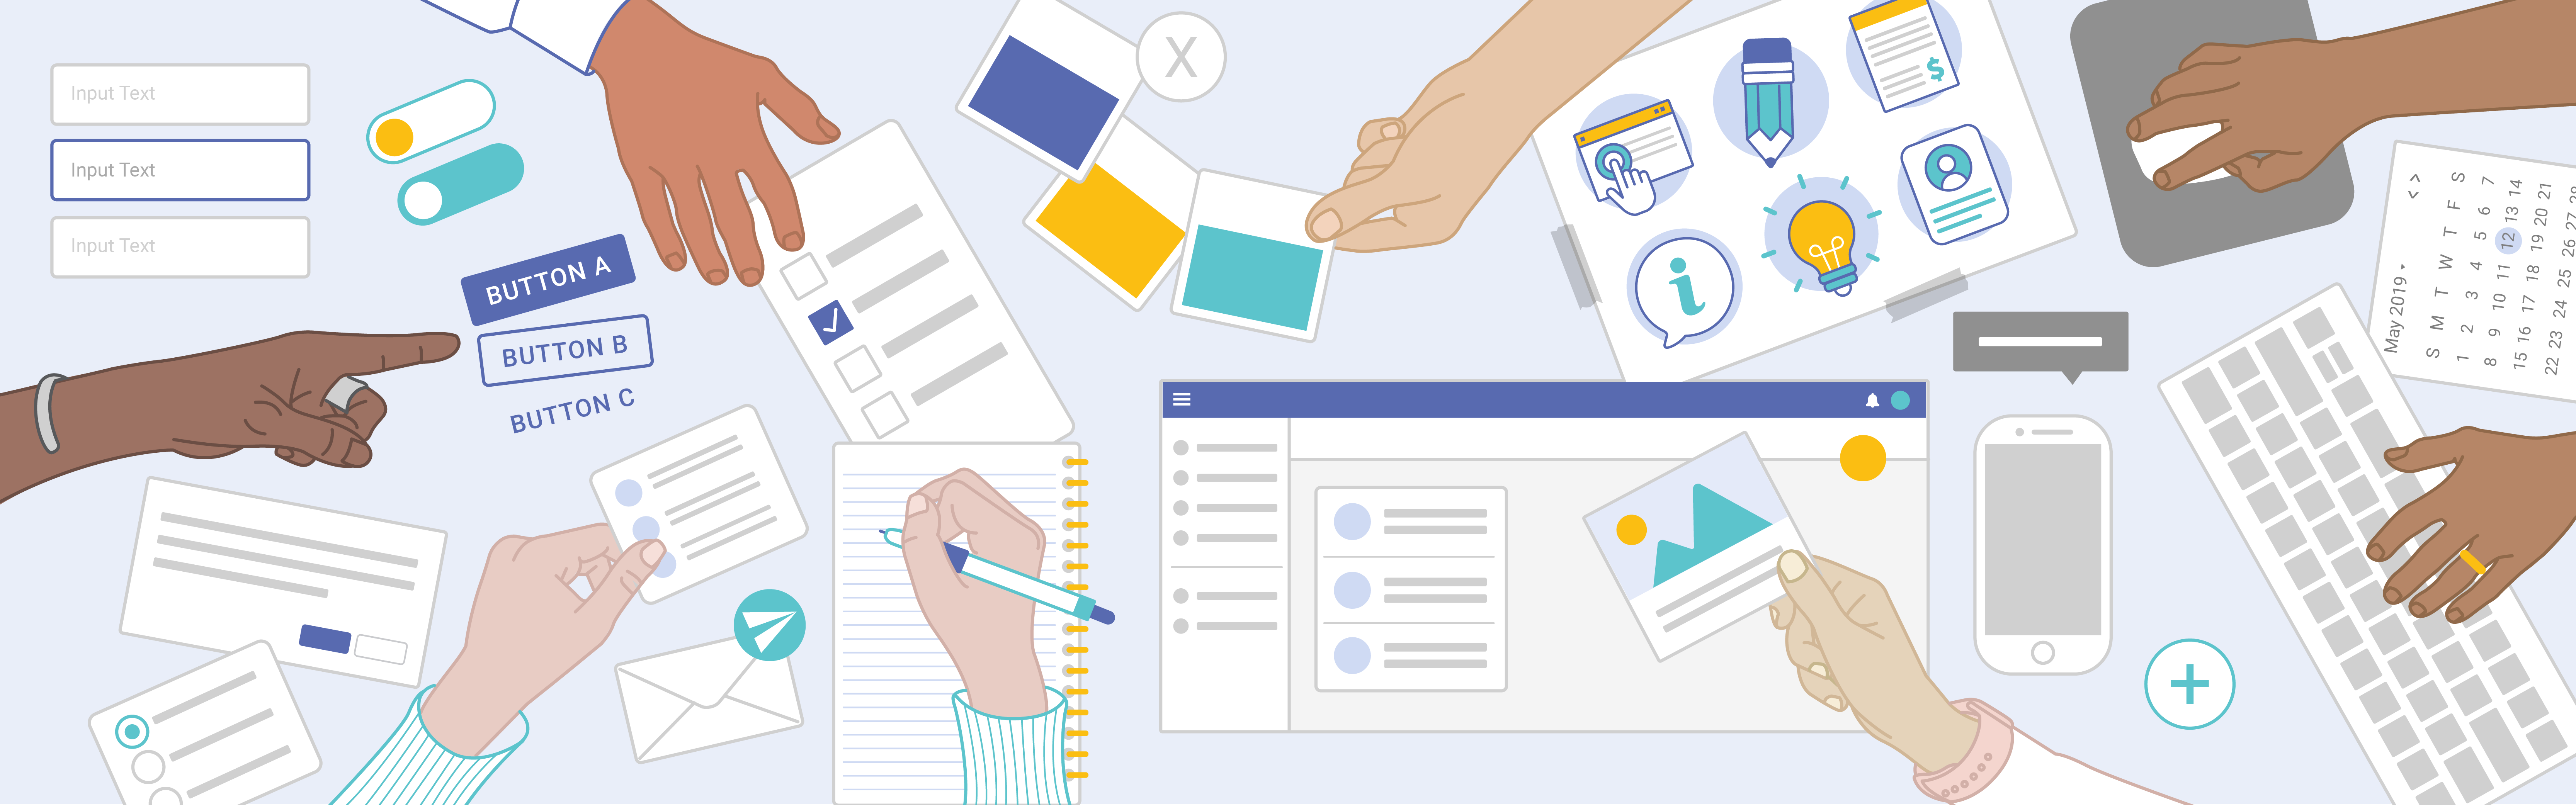 Input Text
Input Text
Input Text
BUTTON A
BUTTON B
BUTTON C
X
$
i
May 2019
< >
S M T W T F S
1 2 3 4 5 6 7
8 9 10 11 12 13 14
15 16 17 18 19 20 21
22 23 24 25 26 27 28